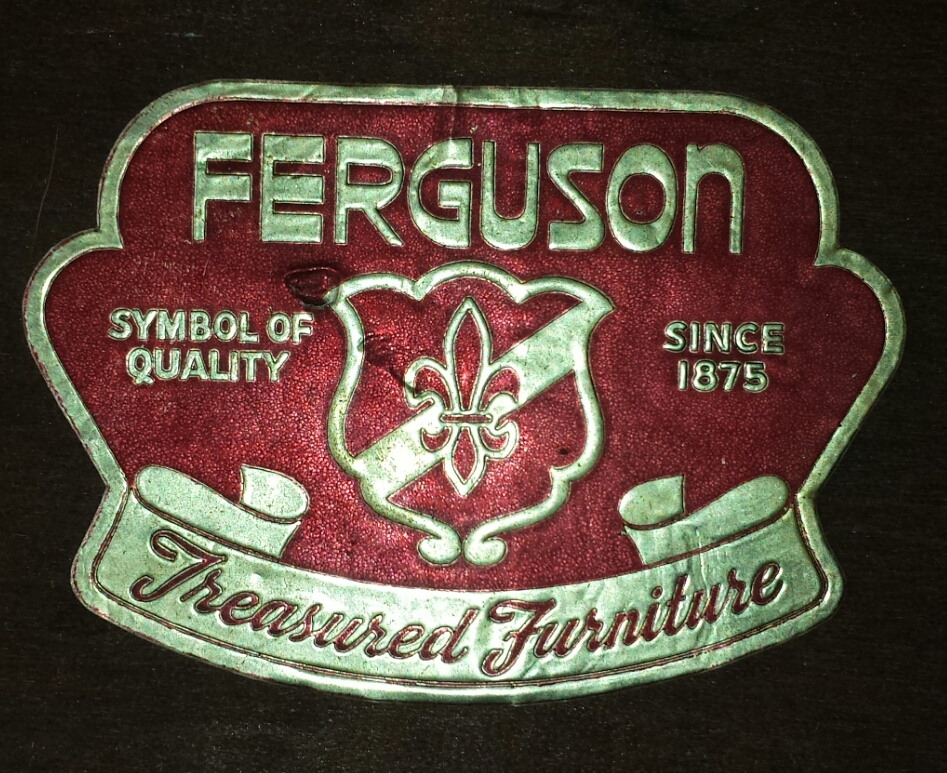 FERGUSON
SYMBOL OF
QUALITY
SINCE
1875
Treasured Furniture